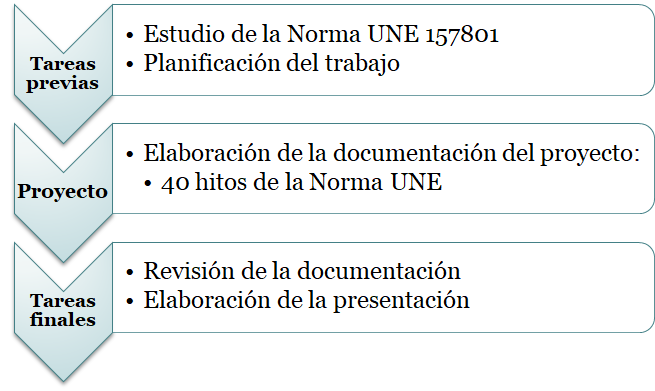 Tareas
previas
• Estudio de la Norma UNE 157801
• Planificación del trabajo
Proyecto
• Elaboración de la documentación del proyecto:
• 40 hitos de la Norma UNE
Tareas
finales
• Revisión de la documentación
• Elaboración de la presentación